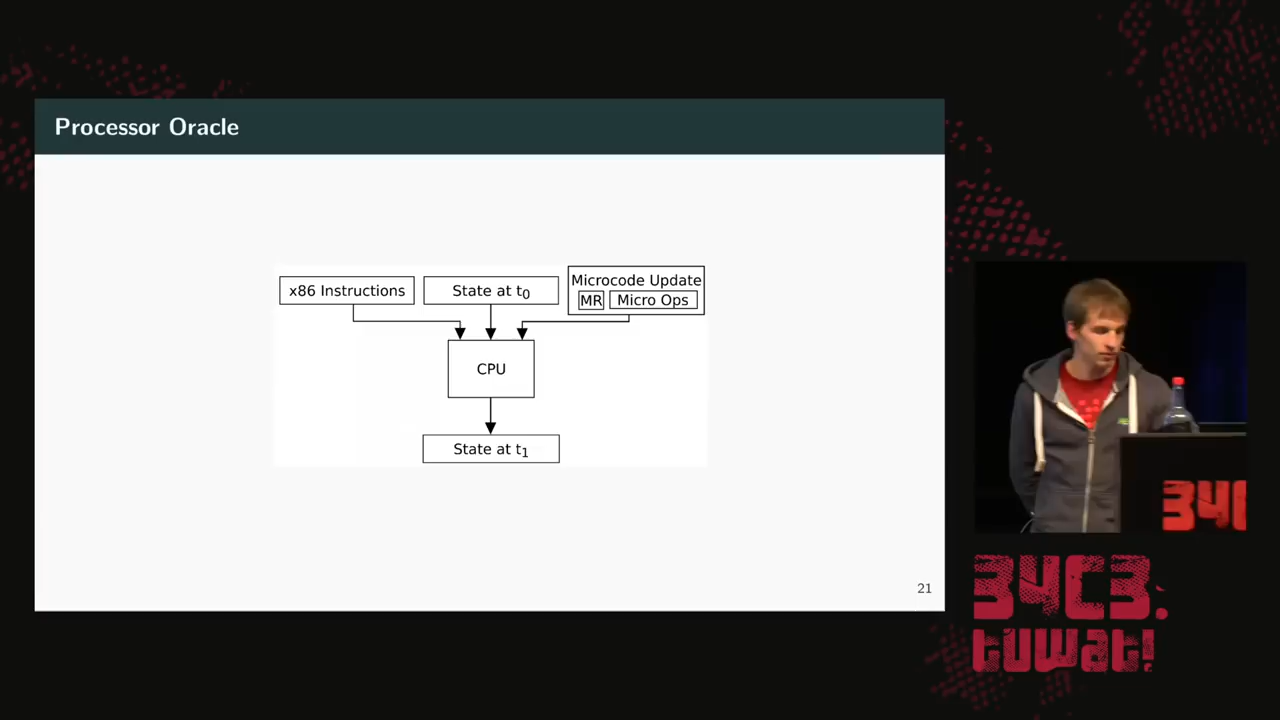 Processor Oracle
x86 Instructions
State at t0
Microcode Update
MR
Micro Ops
CPU
State at t1
21
34C
34C3.
tuwat!